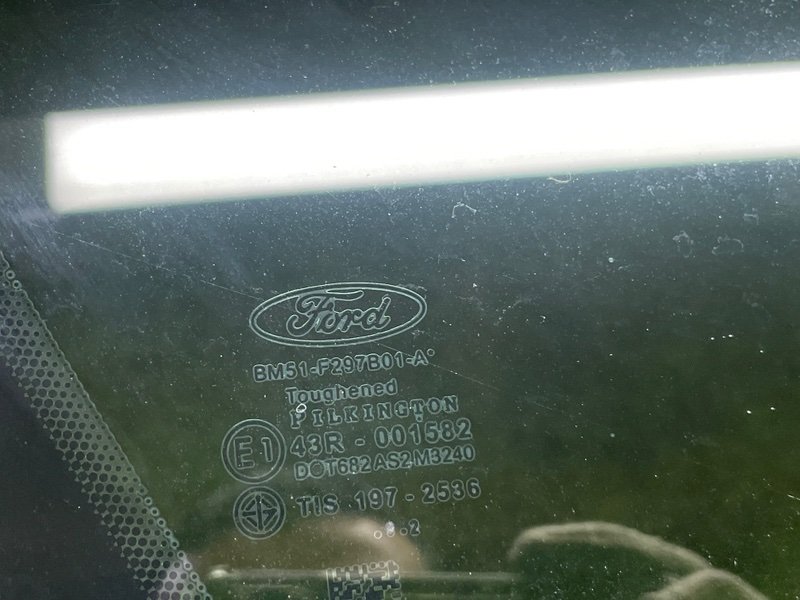 Ford
BM51-F297B01-A
Toughened
PILKINGTON
E1
43R - 001582
DOT682 AS2 M3240
TIS 197 - 2536